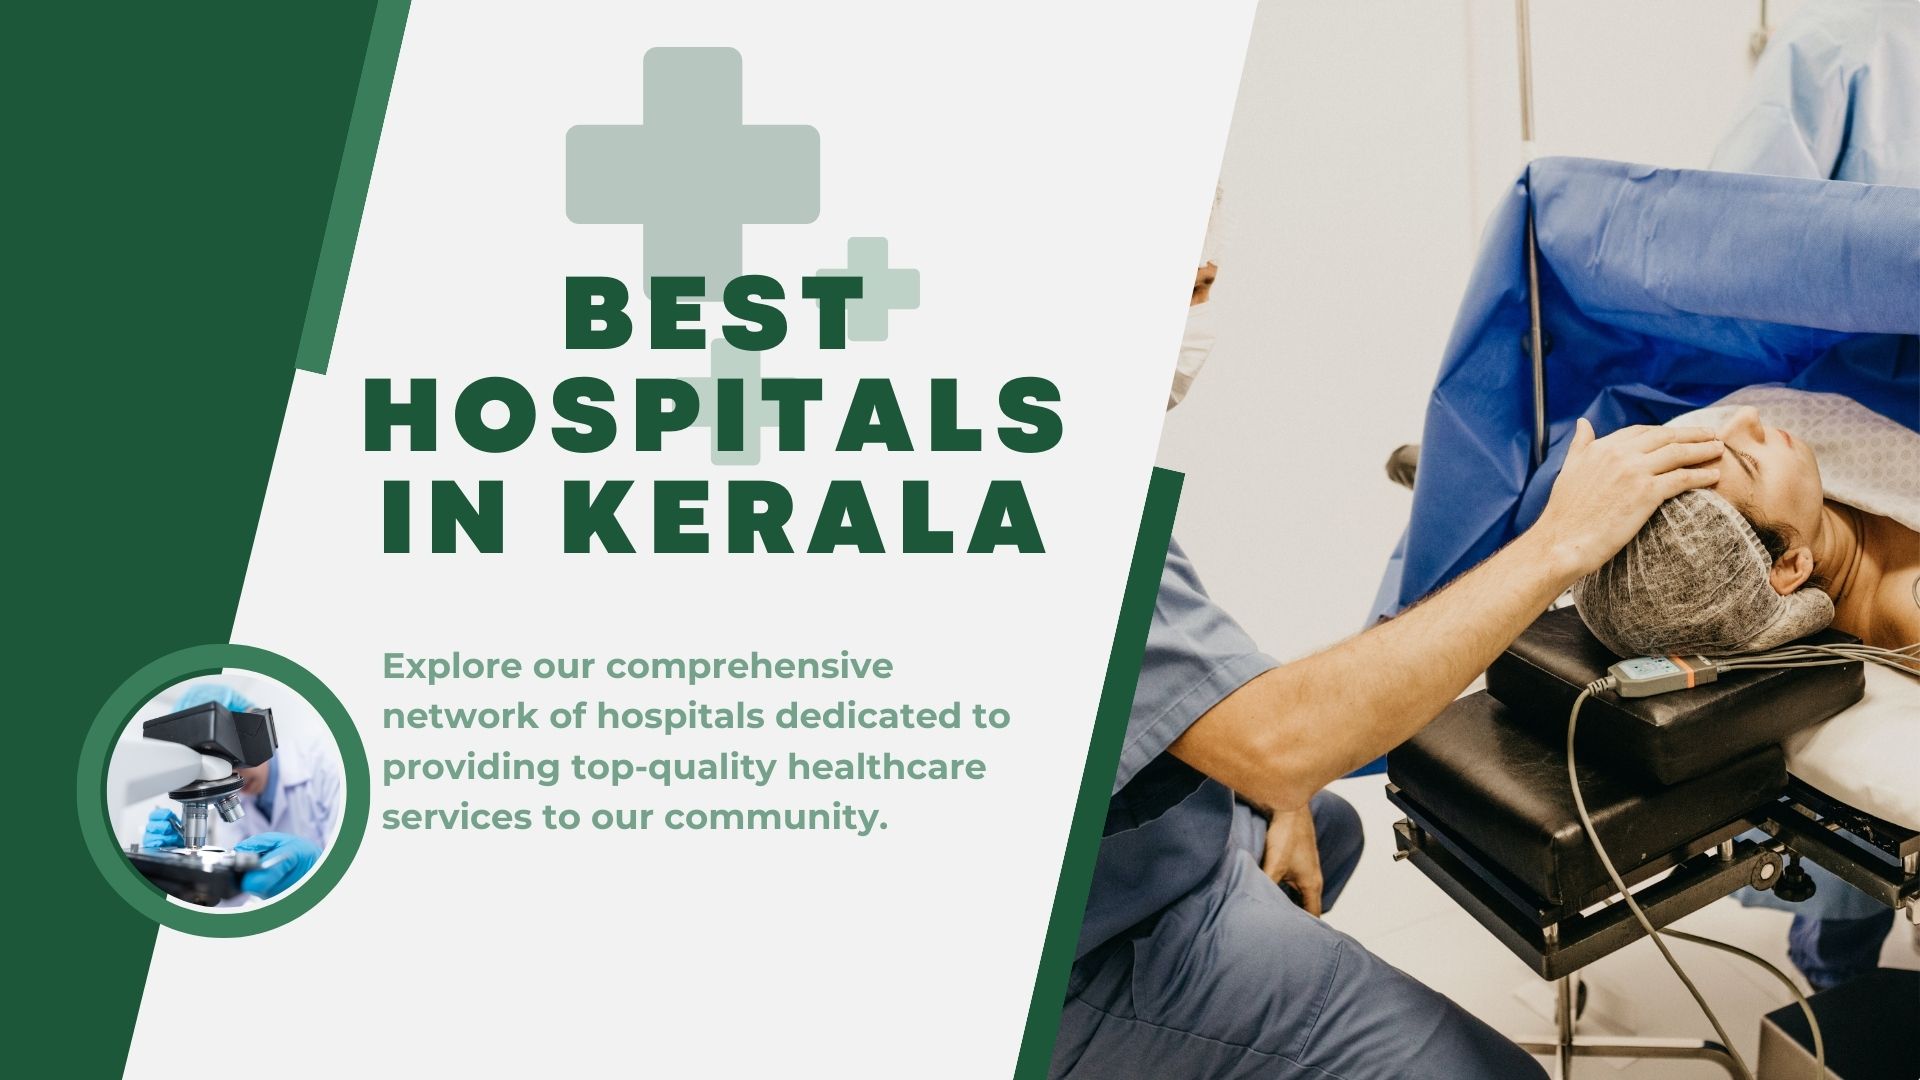 BEST
HOSPITALS
IN KERALA
Explore our comprehensive
network of hospitals dedicated to
providing top-quality healthcare
services to our community.